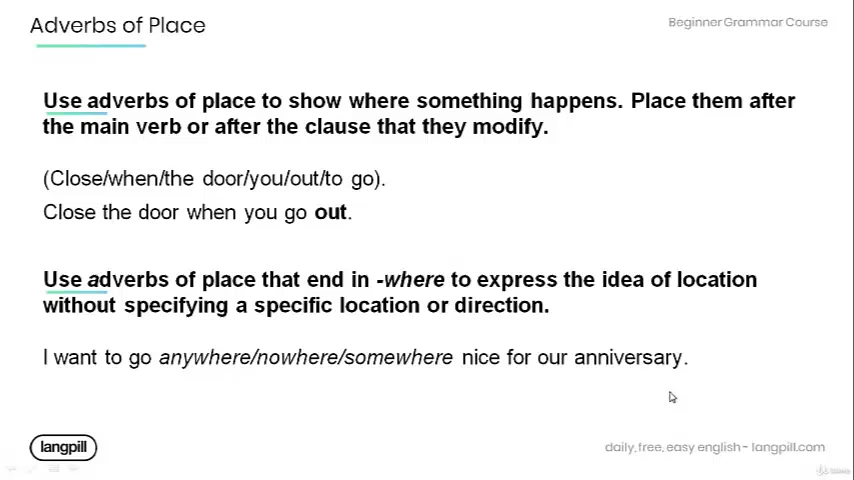 Adverbs of Place
Beginner Grammar Course
Use adverbs of place to show where something happens. Place them after
the main verb or after the clause that they modify.
(Close/when/the door/you/out/to go).
Close the door when you go out.
Use adverbs of place that end in -where to express the idea of location
without specifying a specific location or direction.
I want to go anywhere/nowhere/somewhere nice for our anniversary.
langpill
daily, free, easy english - langpill.com